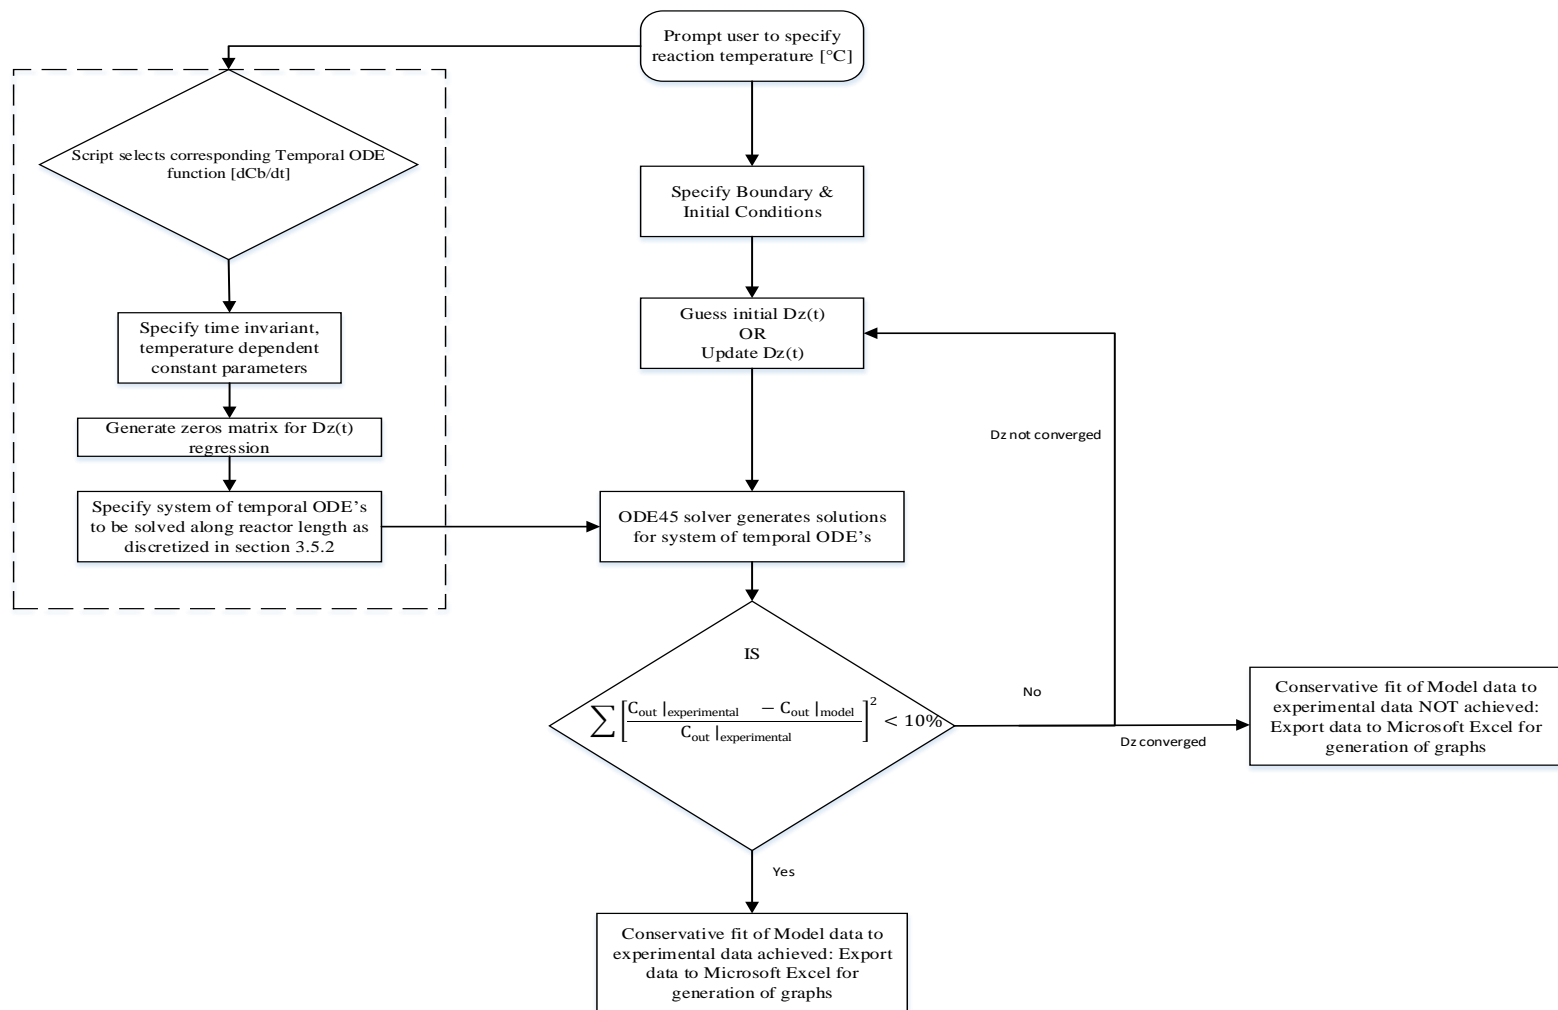 Prompt user to specify
reaction temperature [°C]
Script selects corresponding Temporal ODE
function [dCb/dt]
Specify Boundary &
Initial Conditions
Specify time invariant,
temperature dependent
constant parameters
Guess initial Dz(t)
OR
Update Dz(t)
Generate zeros matrix for Dz(t)
regression
Dz not converged
Specify system of temporal ODE's
to be solved along reactor length as
discretized in section 3.5.2
ODE45 solver generates solutions
for system of temporal ODE's
IS
∑ [ (C_out |_experimental − C_out |_model) / (C_out |_experimental) ]² < 10%
No
Dz converged
Conservative fit of Model data to
experimental data NOT achieved:
Export data to Microsoft Excel for
generation of graphs
Yes
Conservative fit of Model data to
experimental data achieved: Export
data to Microsoft Excel for
generation of graphs